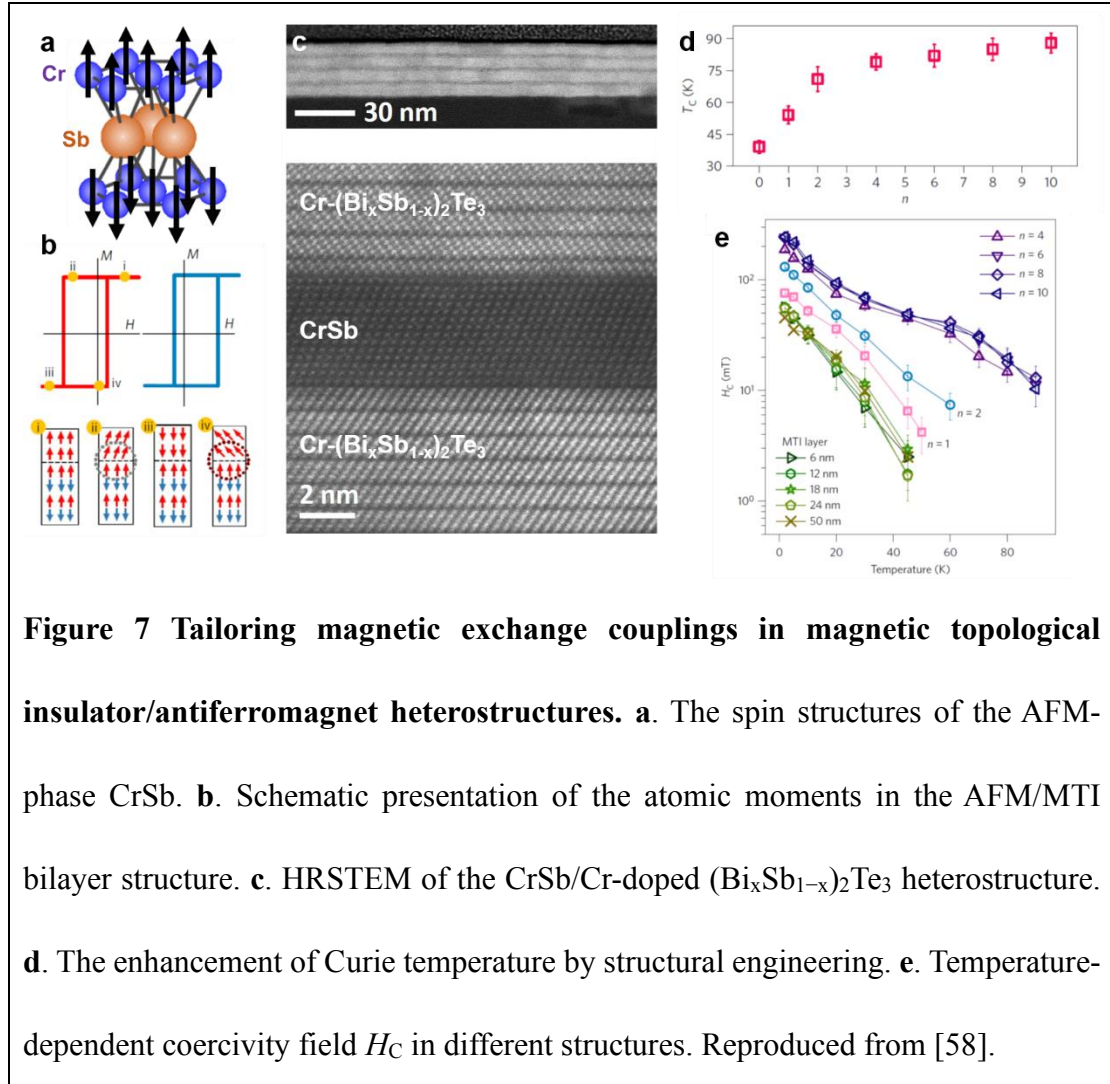 a
Cr
Sb
b
M
H
ii
i
iii
iv
M
H
i
ii
iii
iv
c
30 nm
Cr-(BiₓSb₁₋ₓ)₂Te₃
CrSb
Cr-(BiₓSb₁₋ₓ)₂Te₃
2 nm
d
90
75
60
45
30
T_C (K)
0 1 2 3 4 5 6 7 8 9 10
n
e
n = 4
n = 6
n = 8
n = 10
10²
10¹
10⁰
H_C (mT)
n = 2
n = 1
MTI layer
6 nm
12 nm
18 nm
24 nm
50 nm
0 20 40 60 80
Temperature (K)
Figure 7 Tailoring magnetic exchange couplings in magnetic topological
insulator/antiferromagnet heterostructures. a. The spin structures of the AFM-
phase CrSb. b. Schematic presentation of the atomic moments in the AFM/MTI
bilayer structure. c. HRSTEM of the CrSb/Cr-doped (BiₓSb₁₋ₓ)₂Te₃ heterostructure.
d. The enhancement of Curie temperature by structural engineering. e. Temperature-
dependent coercivity field H_C in different structures. Reproduced from [58].